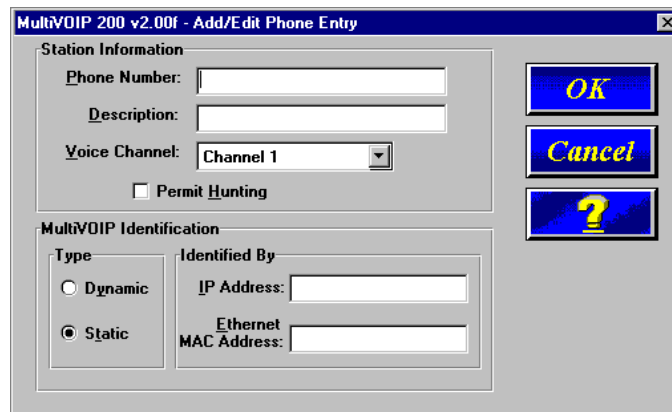 MultiVOIP 200 v2.00f - Add/Edit Phone Entry
Station Information
Phone Number:
Description:
Voice Channel: Channel 1
Permit Hunting
OK
Cancel
?
MultiVOIP Identification
Type
Dynamic
Static
Identified By
IP Address:
Ethernet
MAC Address: